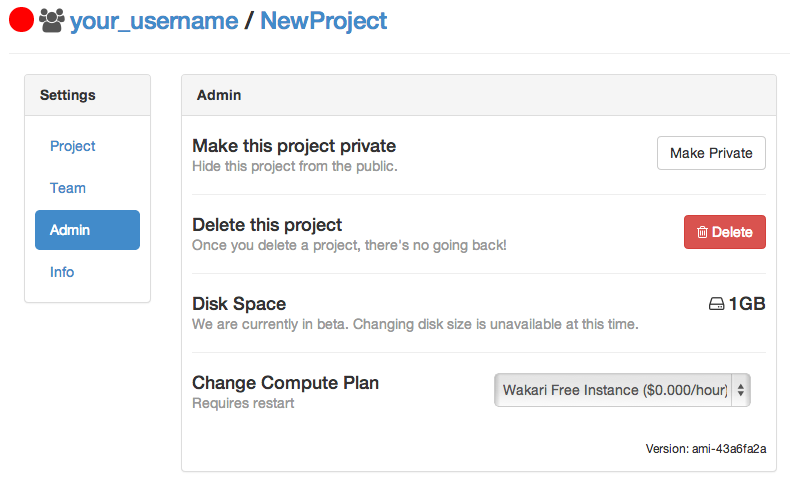 your_username / NewProject
Settings
Project
Team
Admin
Info
Admin
Make this project private
Hide this project from the public.
Make Private
Delete this project
Once you delete a project, there's no going back!
Delete
Disk Space
We are currently in beta. Changing disk size is unavailable at this time.
1GB
Change Compute Plan
Requires restart
Wakari Free Instance ($0.000/hour)
Version: ami-43a6fa2a